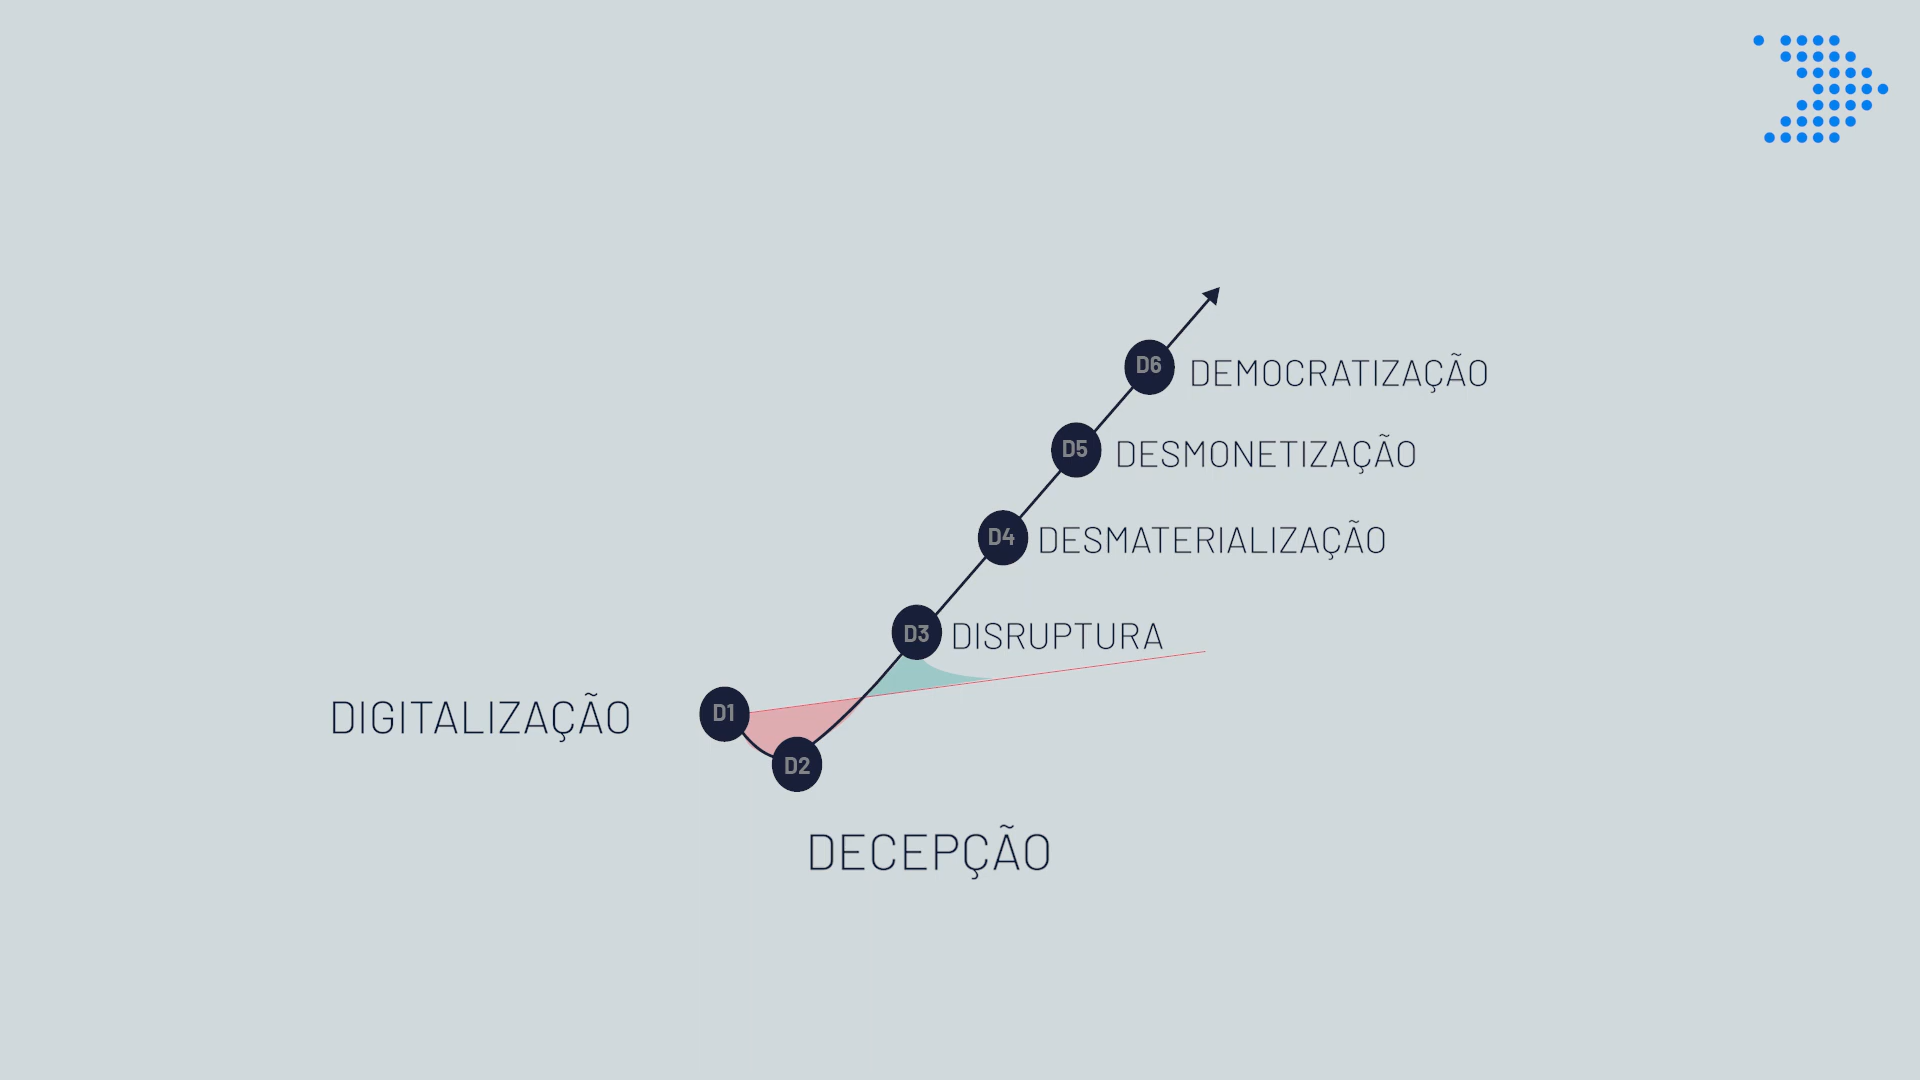 D6 DEMOCRATIZAÇÃO
D5 DESMONETIZAÇÃO
D4 DESMATERIALIZAÇÃO
D3 DISRUPTURA
DIGITALIZAÇÃO D1
D2
DECEPÇÃO